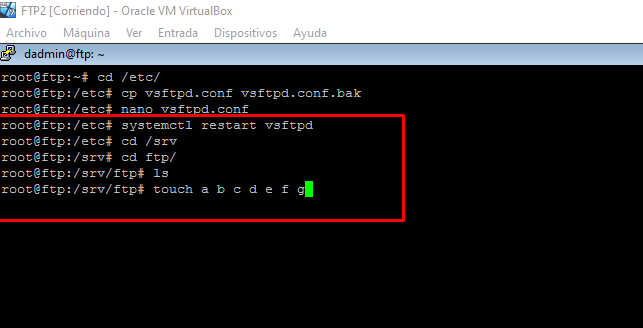 FTP2 [Corriendo] - Oracle VM VirtualBox
Archivo Máquina Ver Entrada Dispositivos Ayuda
dadmin@ftp: ~
root@ftp:~# cd /etc/
root@ftp:/etc# cp vsftpd.conf vsftpd.conf.bak
root@ftp:/etc# nano vsftpd.conf
root@ftp:/etc# systemctl restart vsftpd
root@ftp:/etc# cd /srv
root@ftp:/srv# cd ftp/
root@ftp:/srv/ftp# ls
root@ftp:/srv/ftp# touch a b c d e f g